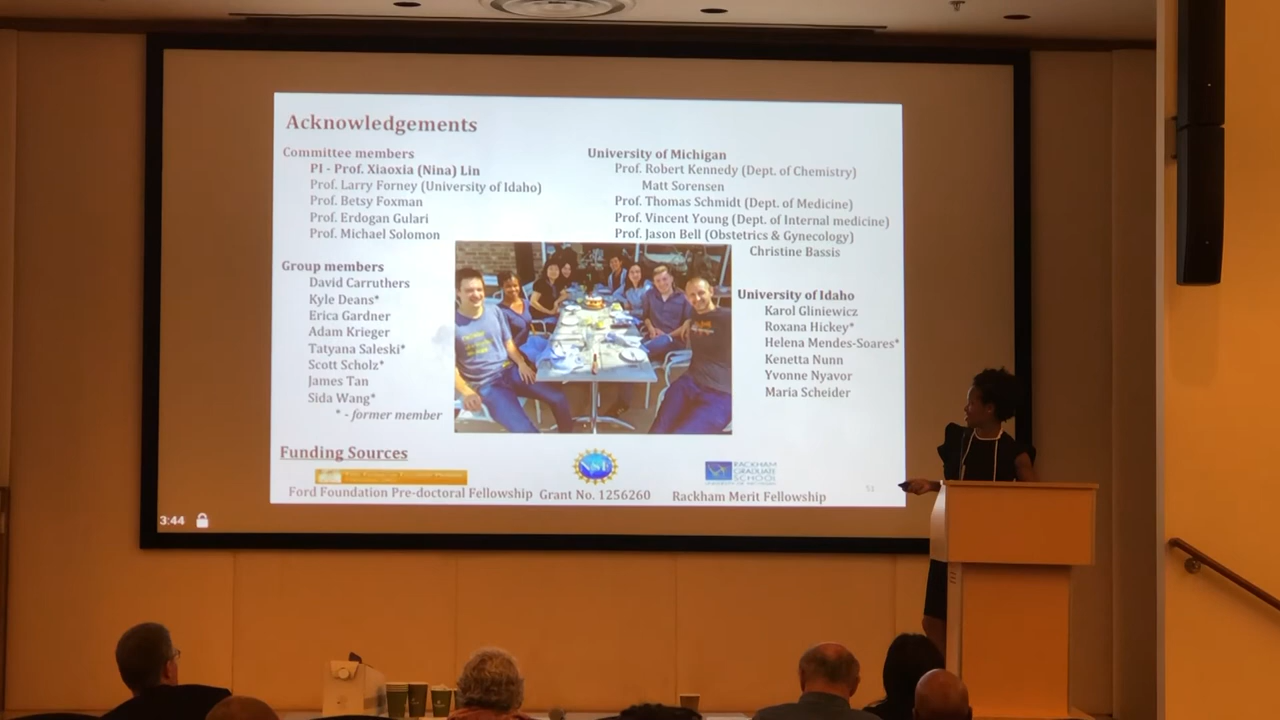 Acknowledgements
Committee members
PI - Prof. Xiaoxia (Nina) Lin
Prof. Larry Forney (University of Idaho)
Prof. Betsy Foxman
Prof. Erdogan Gulari
Prof. Michael Solomon
Group members
David Carruthers
Kyle Deans*
Erica Gardner
Adam Krieger
Tatyana Saleski*
Scott Scholz*
James Tan
Sida Wang*
* - former member
University of Michigan
Prof. Robert Kennedy (Dept. of Chemistry)
Matt Sorensen
Prof. Thomas Schmidt (Dept. of Medicine)
Prof. Vincent Young (Dept. of Internal medicine)
Prof. Jason Bell (Obstetrics & Gynecology)
Christine Bassis
University of Idaho
Karol Gliniewicz
Roxana Hickey*
Helena Mendes-Soares*
Kenetta Nunn
Yvonne Nyavor
Maria Scheider
Funding Sources
Ford Foundation Pre-doctoral Fellowship
NSF
Grant No. 1256260
RACKHAM
GRADUATE
SCHOOL
Rackham Merit Fellowship
51
3:44